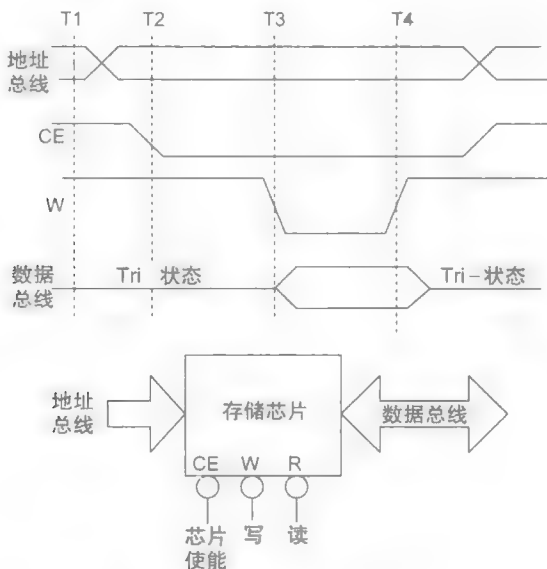 T1 T2 T3 T4
地址
总线
CE
W
数据
总线
Tri 状态
Tri-状态
地址
总线
存储芯片
数据总线
CE W R
芯片
使能
写
读